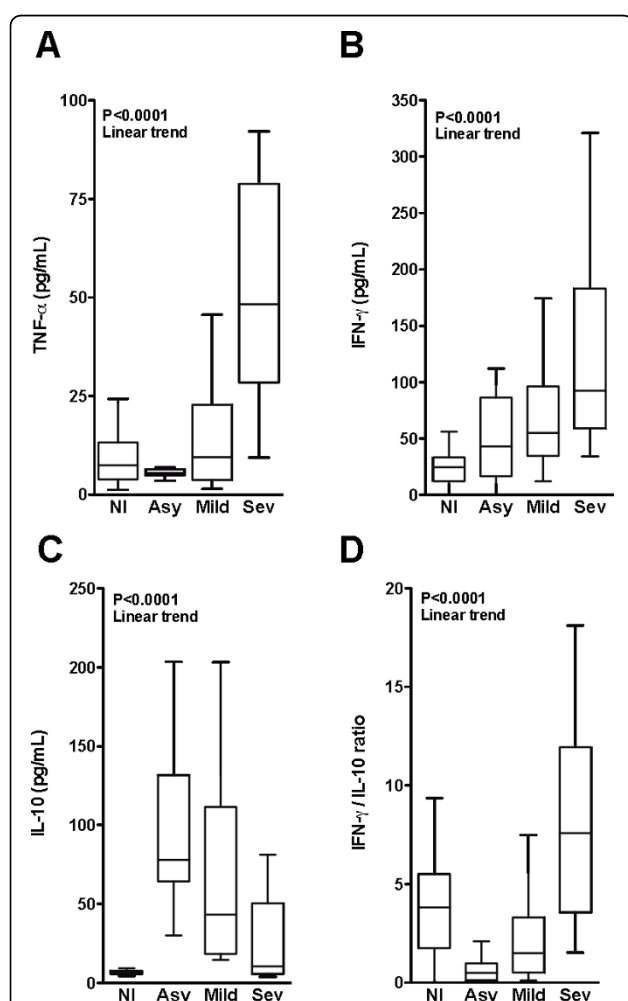 A
P<0.0001
Linear trend
TNF-α (pg/mL)
100
75
50
25
0
NI Asy Mild Sev
B
P<0.0001
Linear trend
IFN-γ (pg/mL)
350
300
250
200
150
100
50
0
NI Asy Mild Sev
C
P<0.0001
Linear trend
IL-10 (pg/mL)
250
200
150
100
50
0
NI Asy Mild Sev
D
P<0.0001
Linear trend
IFN-γ / IL-10 ratio
20
15
10
5
0
NI Asy Mild Sev